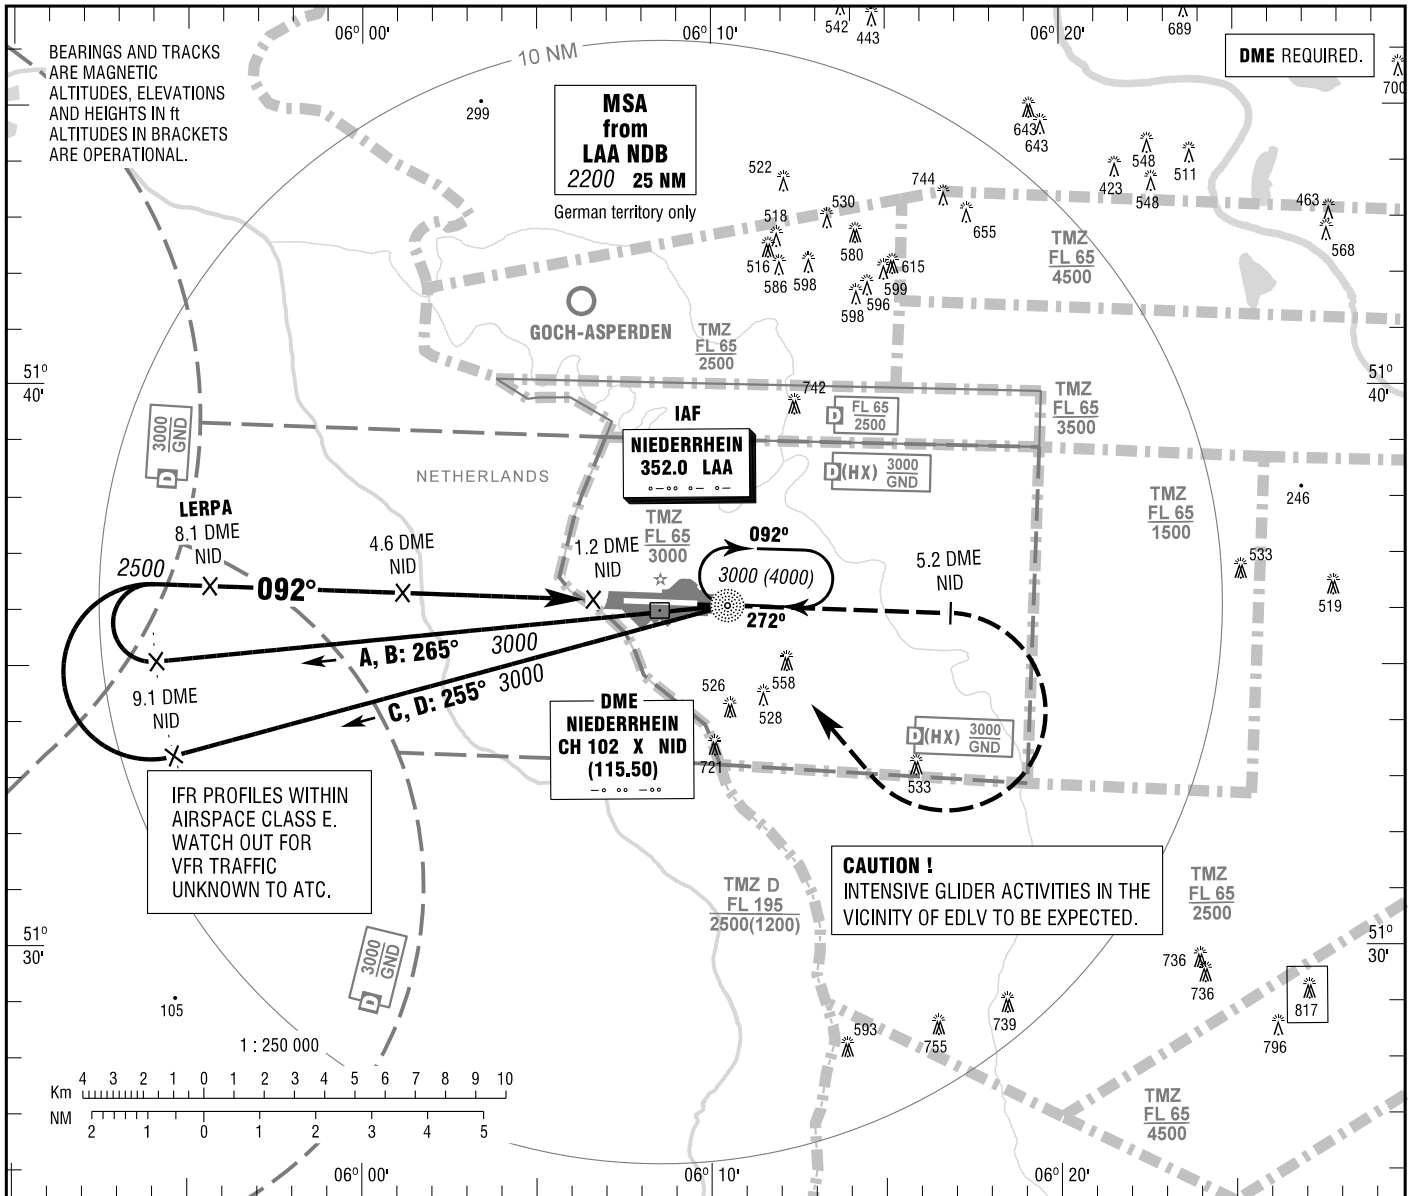 06° 00'
06° 10'
06° 20'
542
443
689
700
BEARINGS AND TRACKS
ARE MAGNETIC
ALTITUDES, ELEVATIONS
AND HEIGHTS IN ft
ALTITUDES IN BRACKETS
ARE OPERATIONAL.
10 NM
DME REQUIRED.
299
MSA
from
LAA NDB
2200 25 NM
German territory only
643
643
548
511
423
548
522
744
530
518
655
463
568
580
516
586
598
615
599
596
598
TMZ
FL 65
4500
GOCH-ASPERDEN
TMZ
FL 65
2500
51°
40'
51°
40'
742
IAF
NIEDERRHEIN
352.0 LAA
D FL 65
2500
TMZ
FL 65
3500
D 3000
GND
NETHERLANDS
D(HX) 3000
GND
TMZ
FL 65
1500
246
LERPA
8.1 DME
NID
4.6 DME
NID
1.2 DME
NID
TMZ
FL 65
3000
092°
5.2 DME
NID
533
519
2500
092°
3000 (4000)
272°
A, B: 265°
3000
C, D: 255°
3000
9.1 DME
NID
558
526
528
721
DME
NIEDERRHEIN
CH 102 X NID
(115.50)
D(HX) 3000
GND
533
IFR PROFILES WITHIN
AIRSPACE CLASS E.
WATCH OUT FOR
VFR TRAFFIC
UNKNOWN TO ATC.
CAUTION !
INTENSIVE GLIDER ACTIVITIES IN THE
VICINITY OF EDLV TO BE EXPECTED.
TMZ D
FL 195
2500(1200)
TMZ
FL 65
2500
51°
30'
51°
30'
D 3000
GND
736
736
817
796
105
593
755
739
1 : 250 000
Km 4 3 2 1 0 1 2 3 4 5 6 7 8 9 10
NM 2 1 0 1 2 3 4 5
TMZ
FL 65
4500
06° 00'
06° 10'
06° 20'